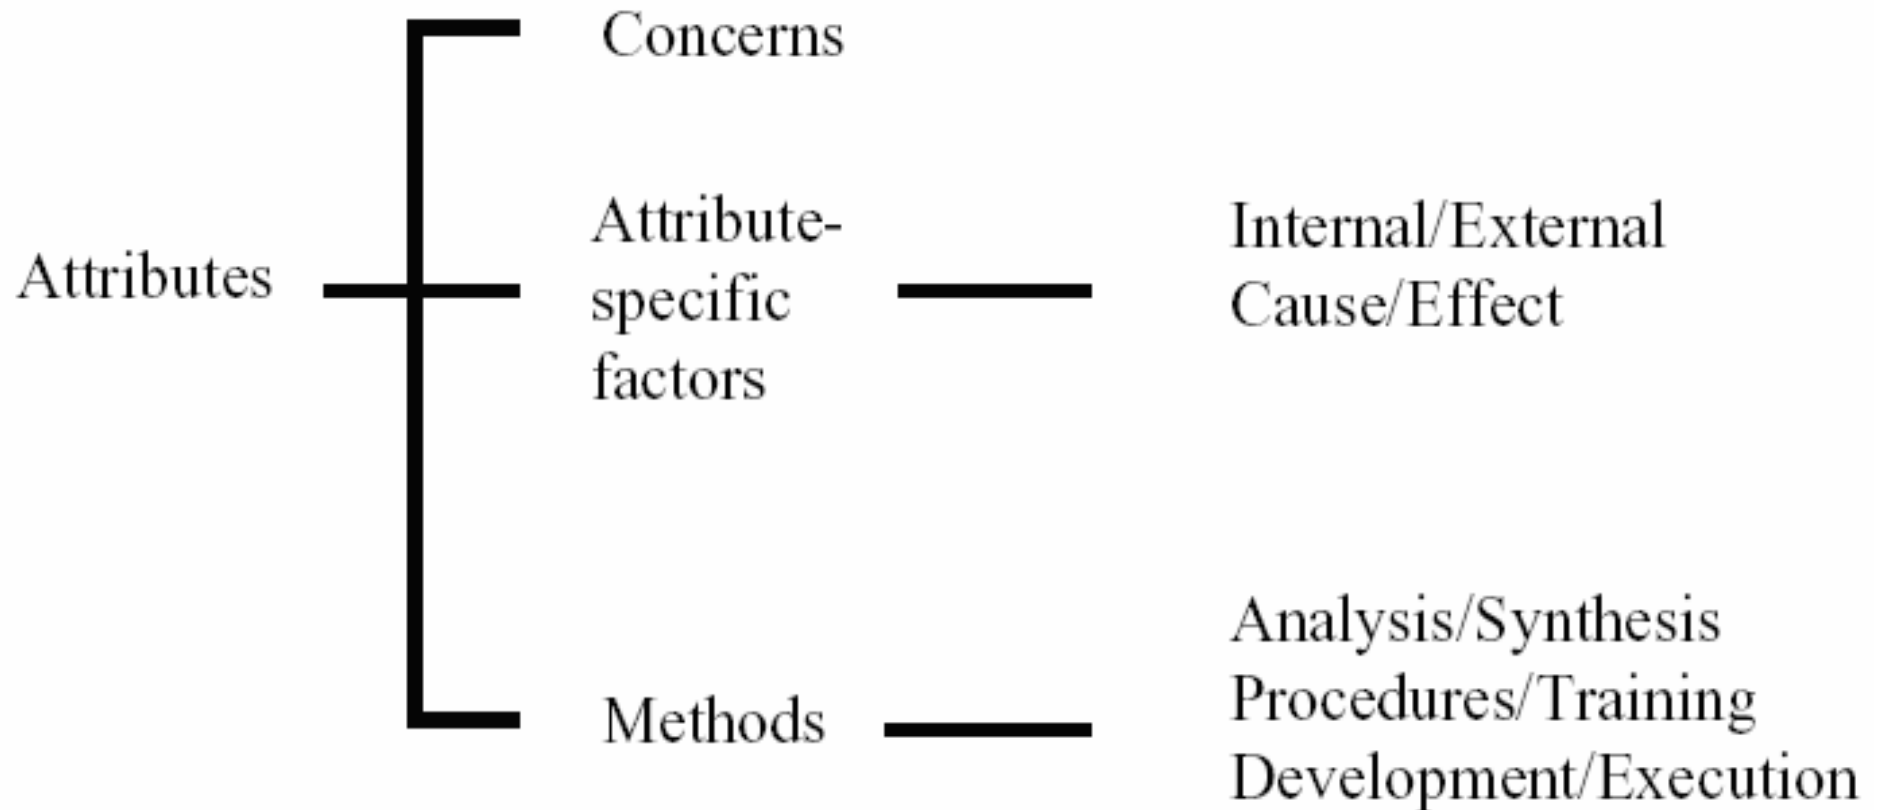 Concerns
Attributes
Attribute-
specific
factors
Internal/External
Cause/Effect
Methods
Analysis/Synthesis
Procedures/Training
Development/Execution